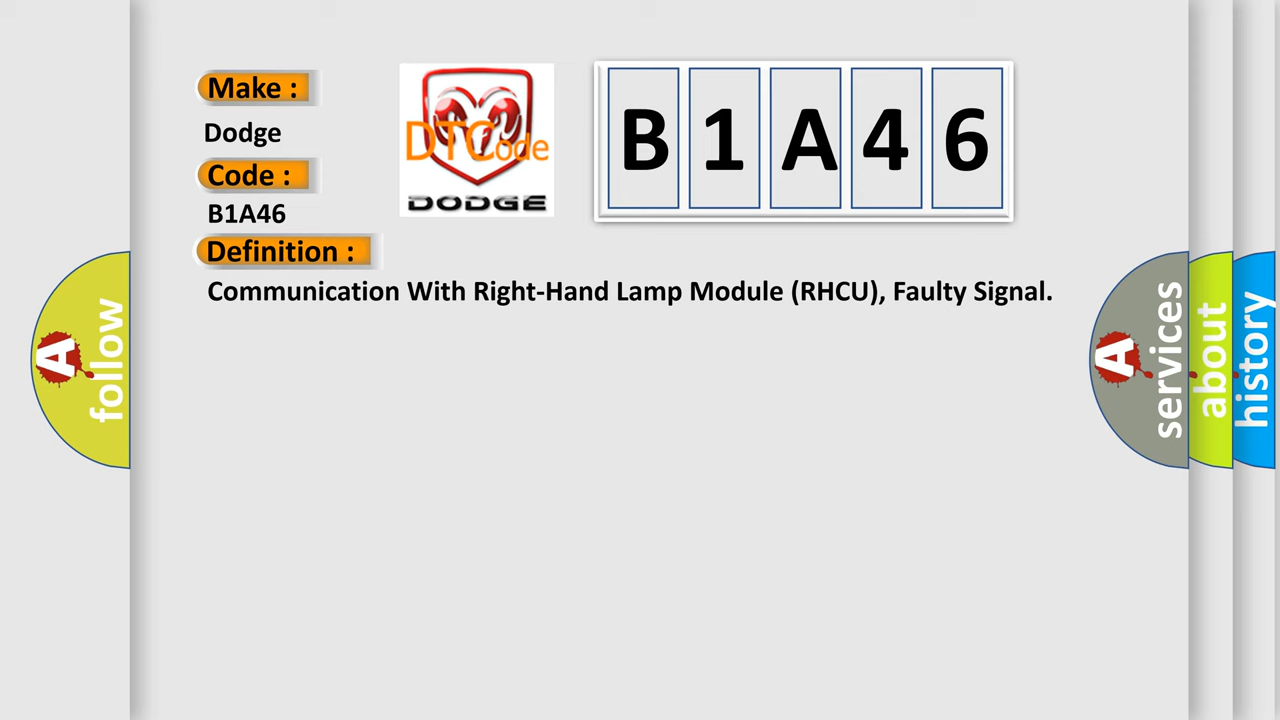 Make :
Dodge
Code :
B1A46
Definition :
Communication With Right-Hand Lamp Module (RHCU), Faulty Signal.
DTCode
DODGE
B 1 A 4 6
A follow
A services
about
history